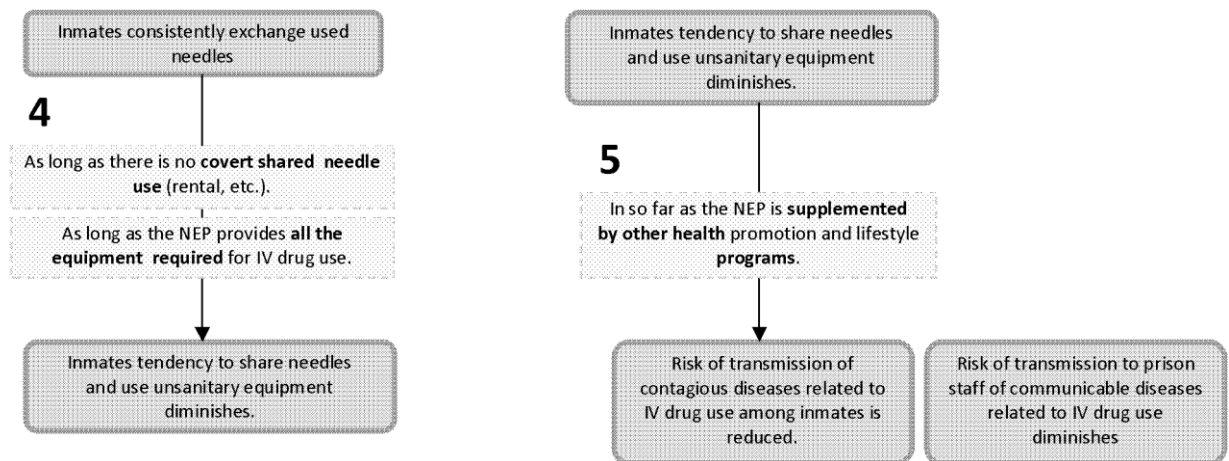 Inmates consistently exchange used
needles
4
As long as there is no covert shared needle
use (rental, etc.).
As long as the NEP provides all the
equipment required for IV drug use.
Inmates tendency to share needles
and use unsanitary equipment
diminishes.
Inmates tendency to share needles
and use unsanitary equipment
diminishes.
5
In so far as the NEP is supplemented
by other health promotion and lifestyle
programs.
Risk of transmission of
contagious diseases related to
IV drug use among inmates is
reduced.
Risk of transmission to prison
staff of communicable diseases
related to IV drug use
diminishes